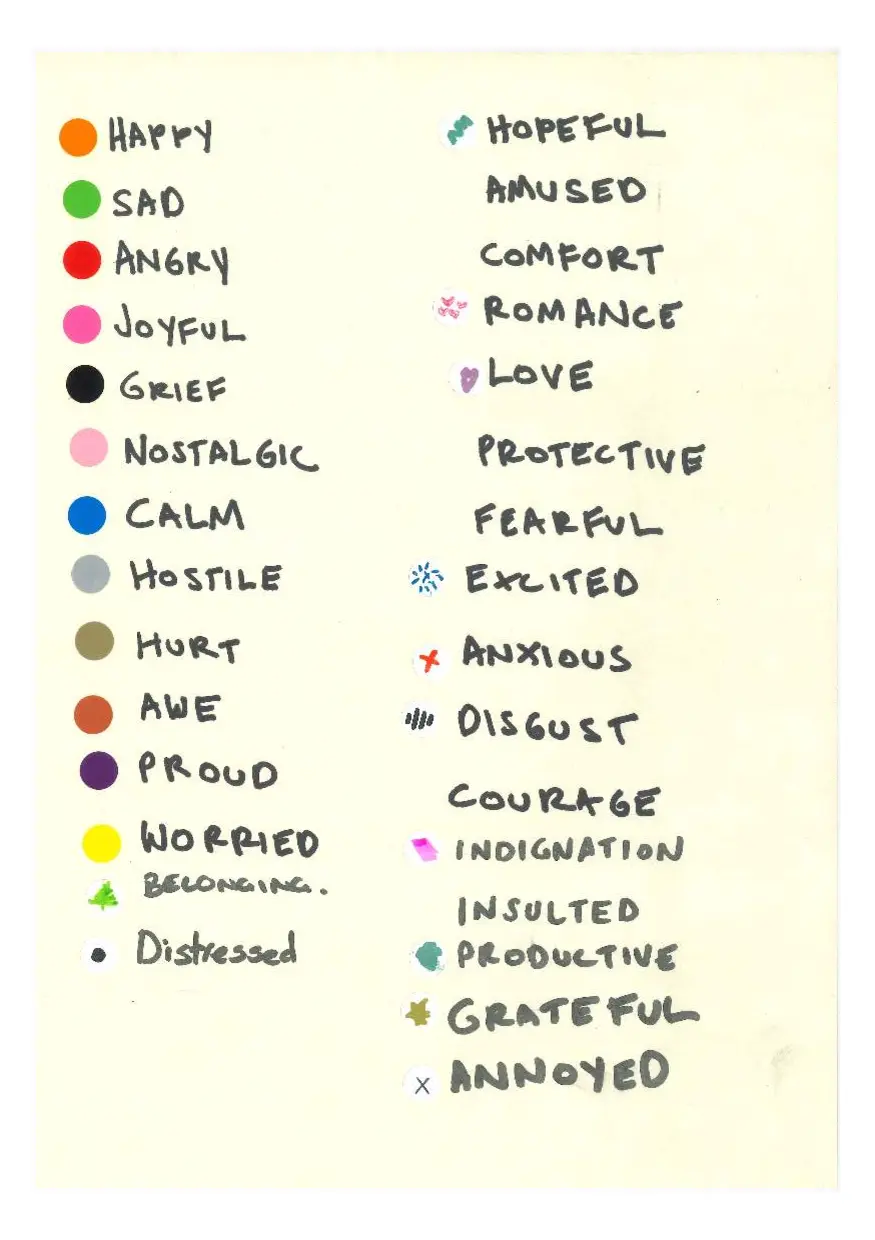 HAPPY
SAD
ANGRY
JOYFUL
GRIEF
NOSTALGIC
CALM
HOSTILE
HURT
AWE
PROUD
WORRIED
BELONGING.
Distressed
HOPEFUL
AMUSED
COMFORT
ROMANCE
LOVE
PROTECTIVE
FEARFUL
EXCITED
ANXIOUS
DISGUST
COURAGE
INDIGNATION
INSULTED
PRODUCTIVE
GRATEFUL
X ANNOYED